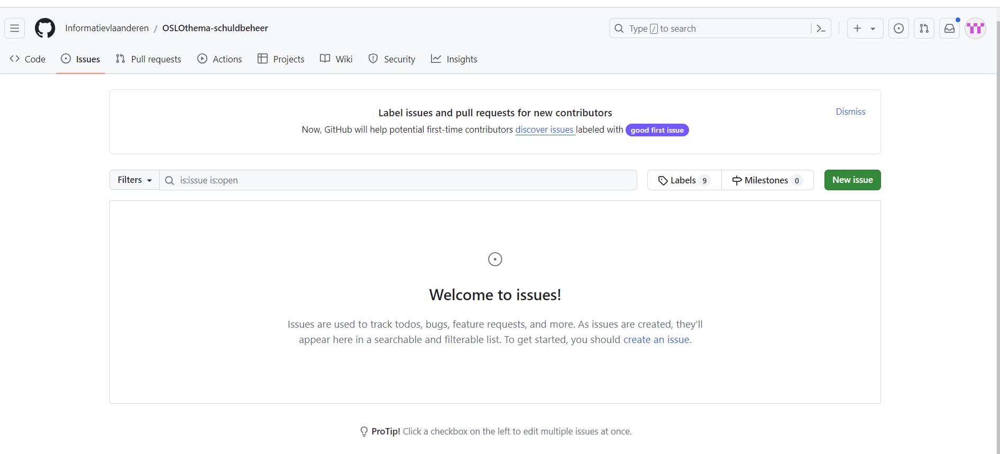 Informatievlaanderen / OSLOthema-schuldbeheer
Type / to search
Code Issues Pull requests Actions Projects Wiki Security Insights
Label issues and pull requests for new contributors
Dismiss
Now, GitHub will help potential first-time contributors discover issues labeled with good first issue
Filters is:issue is:open Labels 9 Milestones 0 New issue
Welcome to issues!
Issues are used to track todos, bugs, feature requests, and more. As issues are created, they’ll
appear here in a searchable and filterable list. To get started, you should create an issue.
ProTip! Click a checkbox on the left to edit multiple issues at once.